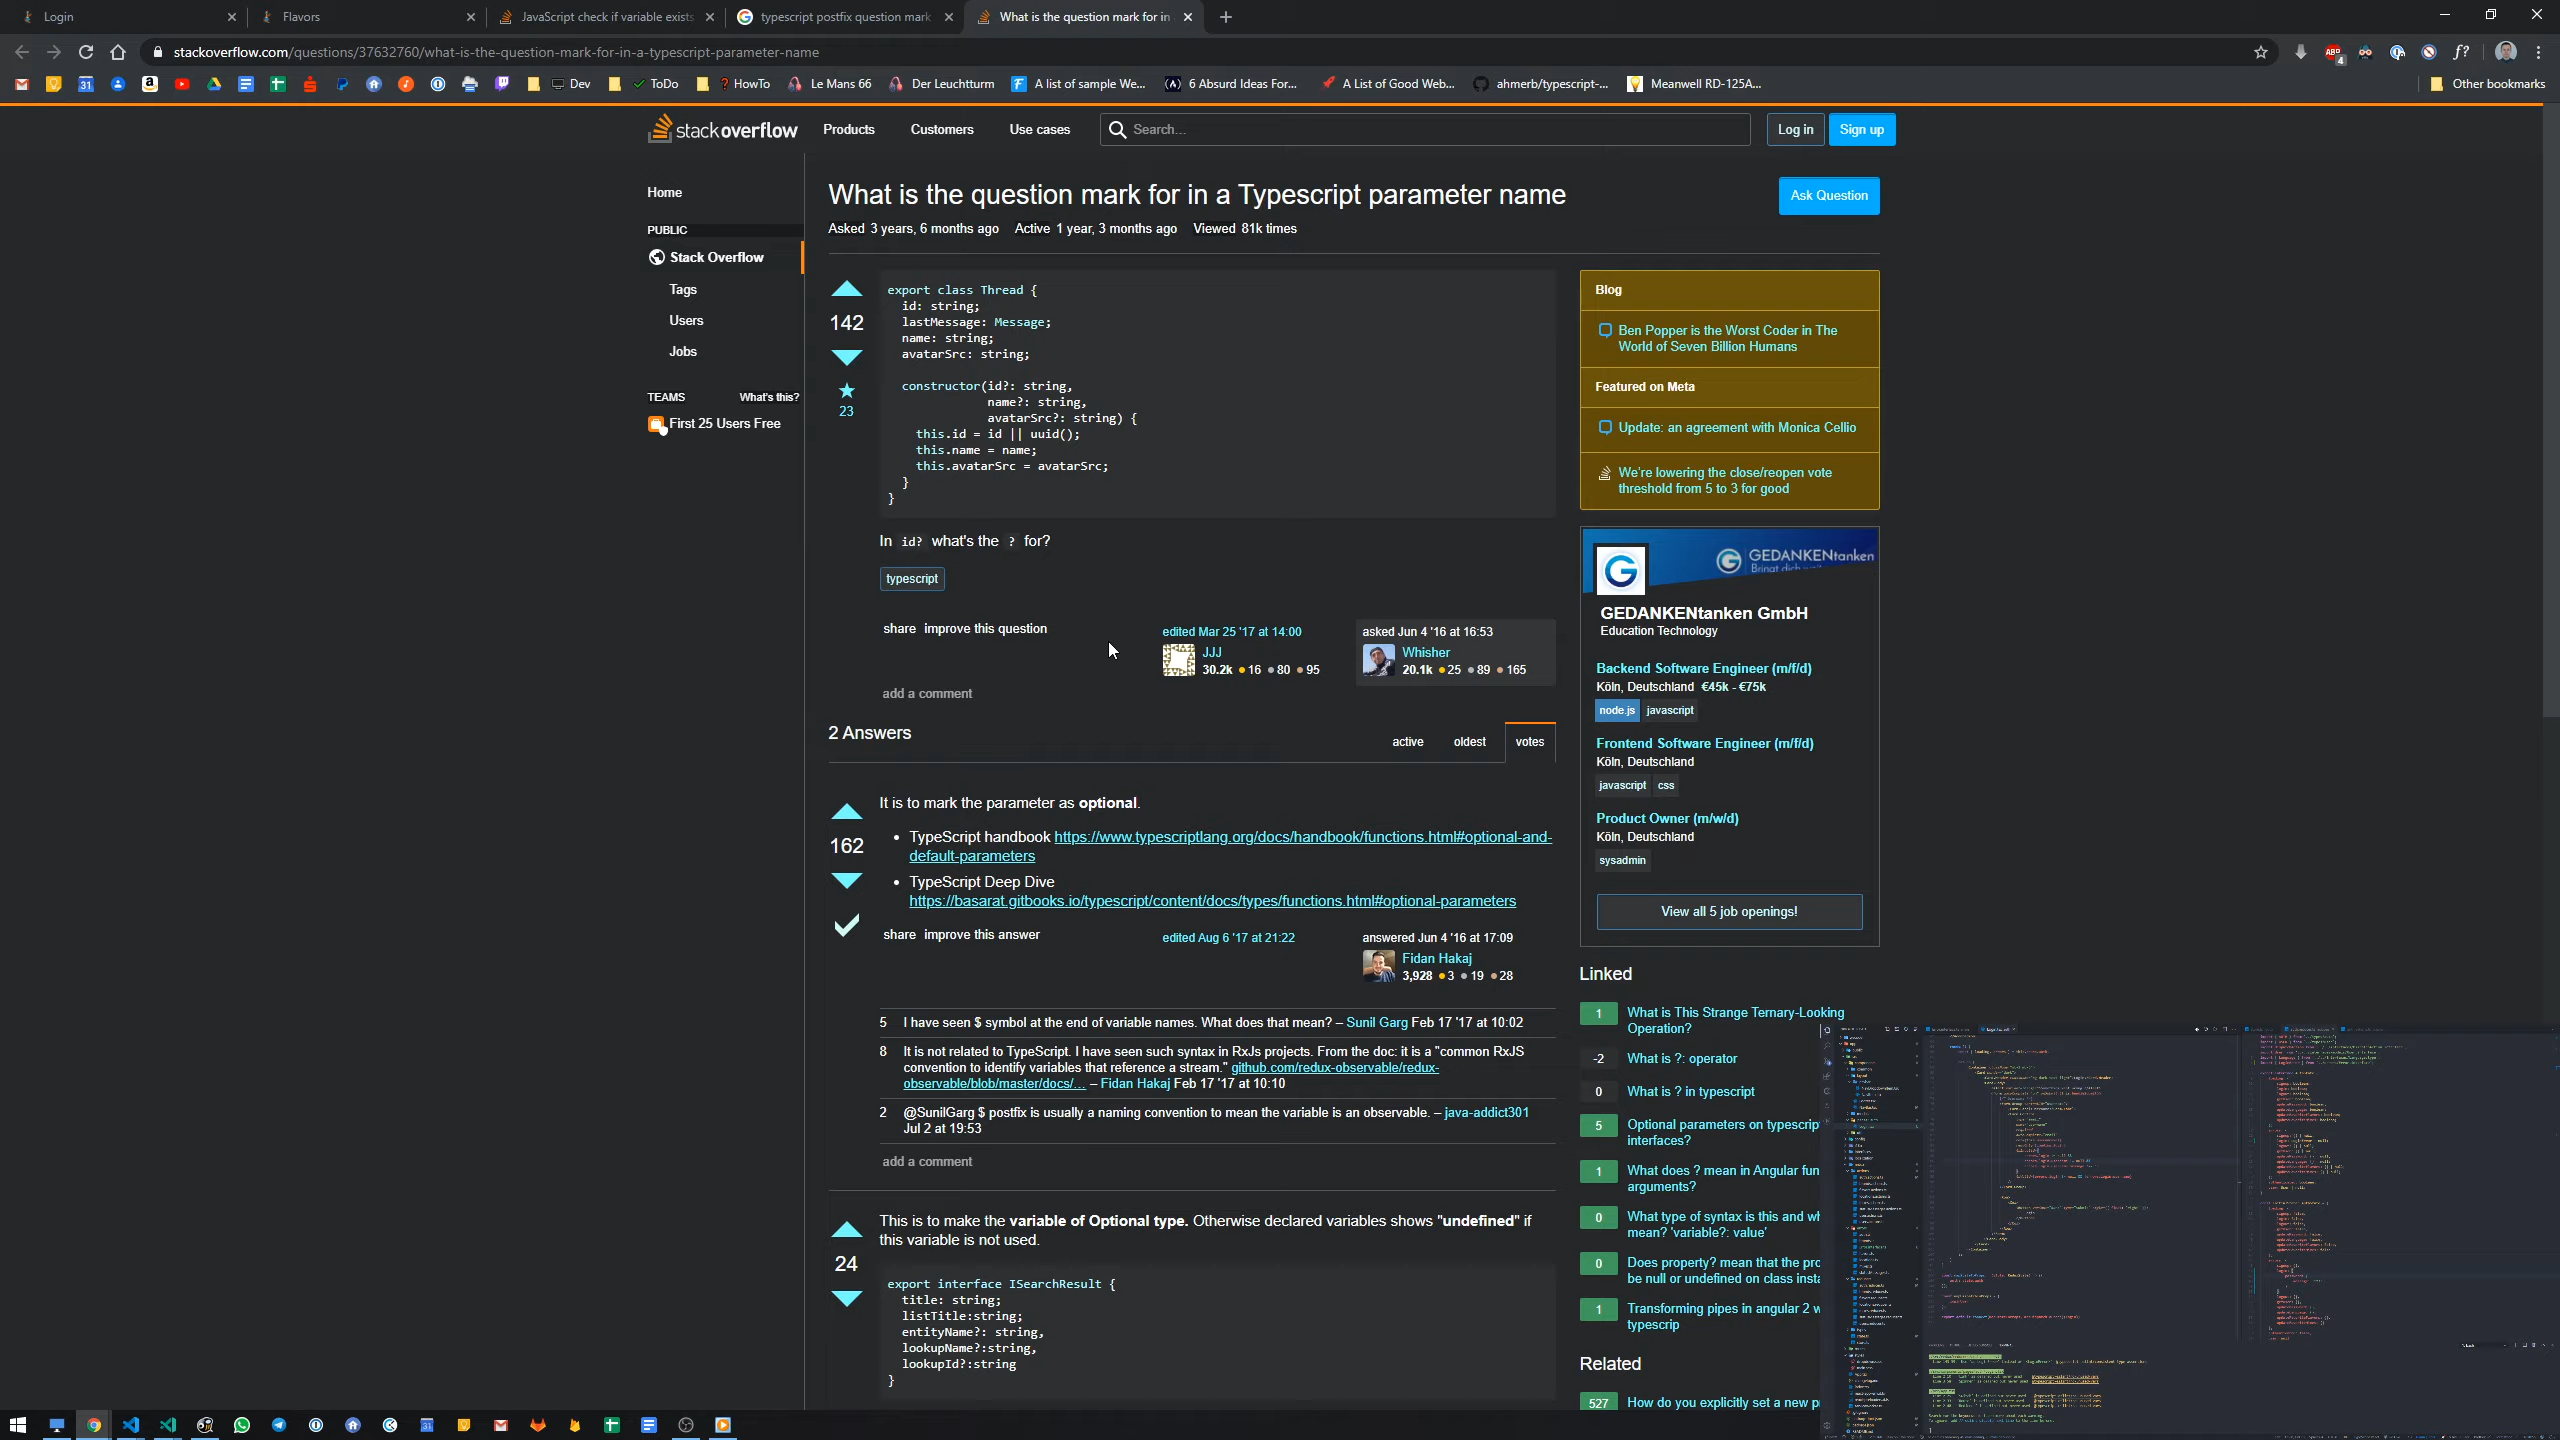 Login
Flavors
JavaScript check if variable exists
typescript postfix question mark
What is the question mark for in
stackoverflow.com/questions/37632760/what-is-the-question-mark-for-in-a-typescript-parameter-name
Dev
ToDo
? HowTo
Le Mans 66
Der Leuchtturm
A list of sample We...
6 Absurd Ideas For...
A List of Good Web...
ahmerb/typescript-...
Meanwell RD-125A...
Other bookmarks
stackoverflow
Products
Customers
Use cases
Search...
Log in
Sign up
Home
PUBLIC
Stack Overflow
Tags
Users
Jobs
TEAMS What's this?
First 25 Users Free
What is the question mark for in a Typescript parameter name
Ask Question
Asked 3 years, 6 months ago Active 1 year, 3 months ago Viewed 81k times
142
23
export class Thread {
id: string;
lastMessage: Message;
name: string;
avatarSrc: string;
constructor(id?: string,
name?: string,
avatarSrc?: string) {
this.id = id || uuid();
this.name = name;
this.avatarSrc = avatarSrc;
}
}
In id? what's the ? for?
typescript
share improve this question
edited Mar 25 '17 at 14:00
JJJ
30.2k 16 80 95
asked Jun 4 '16 at 16:53
Whisher
20.1k 25 89 165
add a comment
2 Answers
active oldest votes
162
It is to mark the parameter as optional.
TypeScript handbook https://www.typescriptlang.org/docs/handbook/functions.html#optional-and-
default-parameters
TypeScript Deep Dive
https://basarat.gitbooks.io/typescript/content/docs/types/functions.html#optional-parameters
share improve this answer
edited Aug 6 '17 at 21:22
answered Jun 4 '16 at 17:09
Fidan Hakaj
3,928 3 19 28
5 I have seen $ symbol at the end of variable names. What does that mean? – Sunil Garg Feb 17 '17 at 10:02
8 It is not related to TypeScript. I have seen such syntax in RxJs projects. From the doc: it is a "common RxJS
convention to identify variables that reference a stream." github.com/redux-observable/redux-
observable/blob/master/docs/... – Fidan Hakaj Feb 17 '17 at 10:10
2 @SunilGarg $ postfix is usually a naming convention to mean the variable is an observable. – java-addict301
Jul 2 at 19:53
add a comment
24
This is to make the variable of Optional type. Otherwise declared variables shows "undefined" if
this variable is not used.
export interface ISearchResult {
title: string;
listTitle:string;
entityName?: string,
lookupName?:string,
lookupId?:string
}
Blog
Ben Popper is the Worst Coder in The
World of Seven Billion Humans
Featured on Meta
Update: an agreement with Monica Cellio
We're lowering the close/reopen vote
threshold from 5 to 3 for good
GEDANKENtanken
GEDANKENtanken GmbH
Education Technology
Backend Software Engineer (m/f/d)
Köln, Deutschland €45k - €75k
node.js javascript
Frontend Software Engineer (m/f/d)
Köln, Deutschland
javascript css
Product Owner (m/w/d)
Köln, Deutschland
sysadmin
View all 5 job openings!
Linked
1 What is This Strange Ternary-Looking
Operation?
-2 What is ?: operator
0 What is ? in typescript
5 Optional parameters on typescrip
interfaces?
1 What does ? mean in Angular fun
arguments?
0 What type of syntax is this and wh
mean? 'variable?: value'
0 Does property? mean that the pro
be null or undefined on class insta
1 Transforming pipes in angular 2 w
typescrip
Related
527 How do you explicitly set a new p